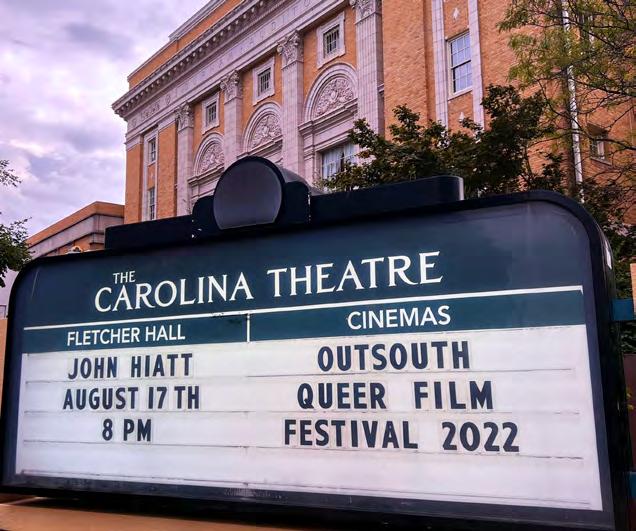 THE
CAROLINA THEATRE
FLETCHER HALL
JOHN HIATT
AUGUST 17TH
8 PM
CINEMAS
OUTSOUTH
QUEER FILM
FESTIVAL 2022